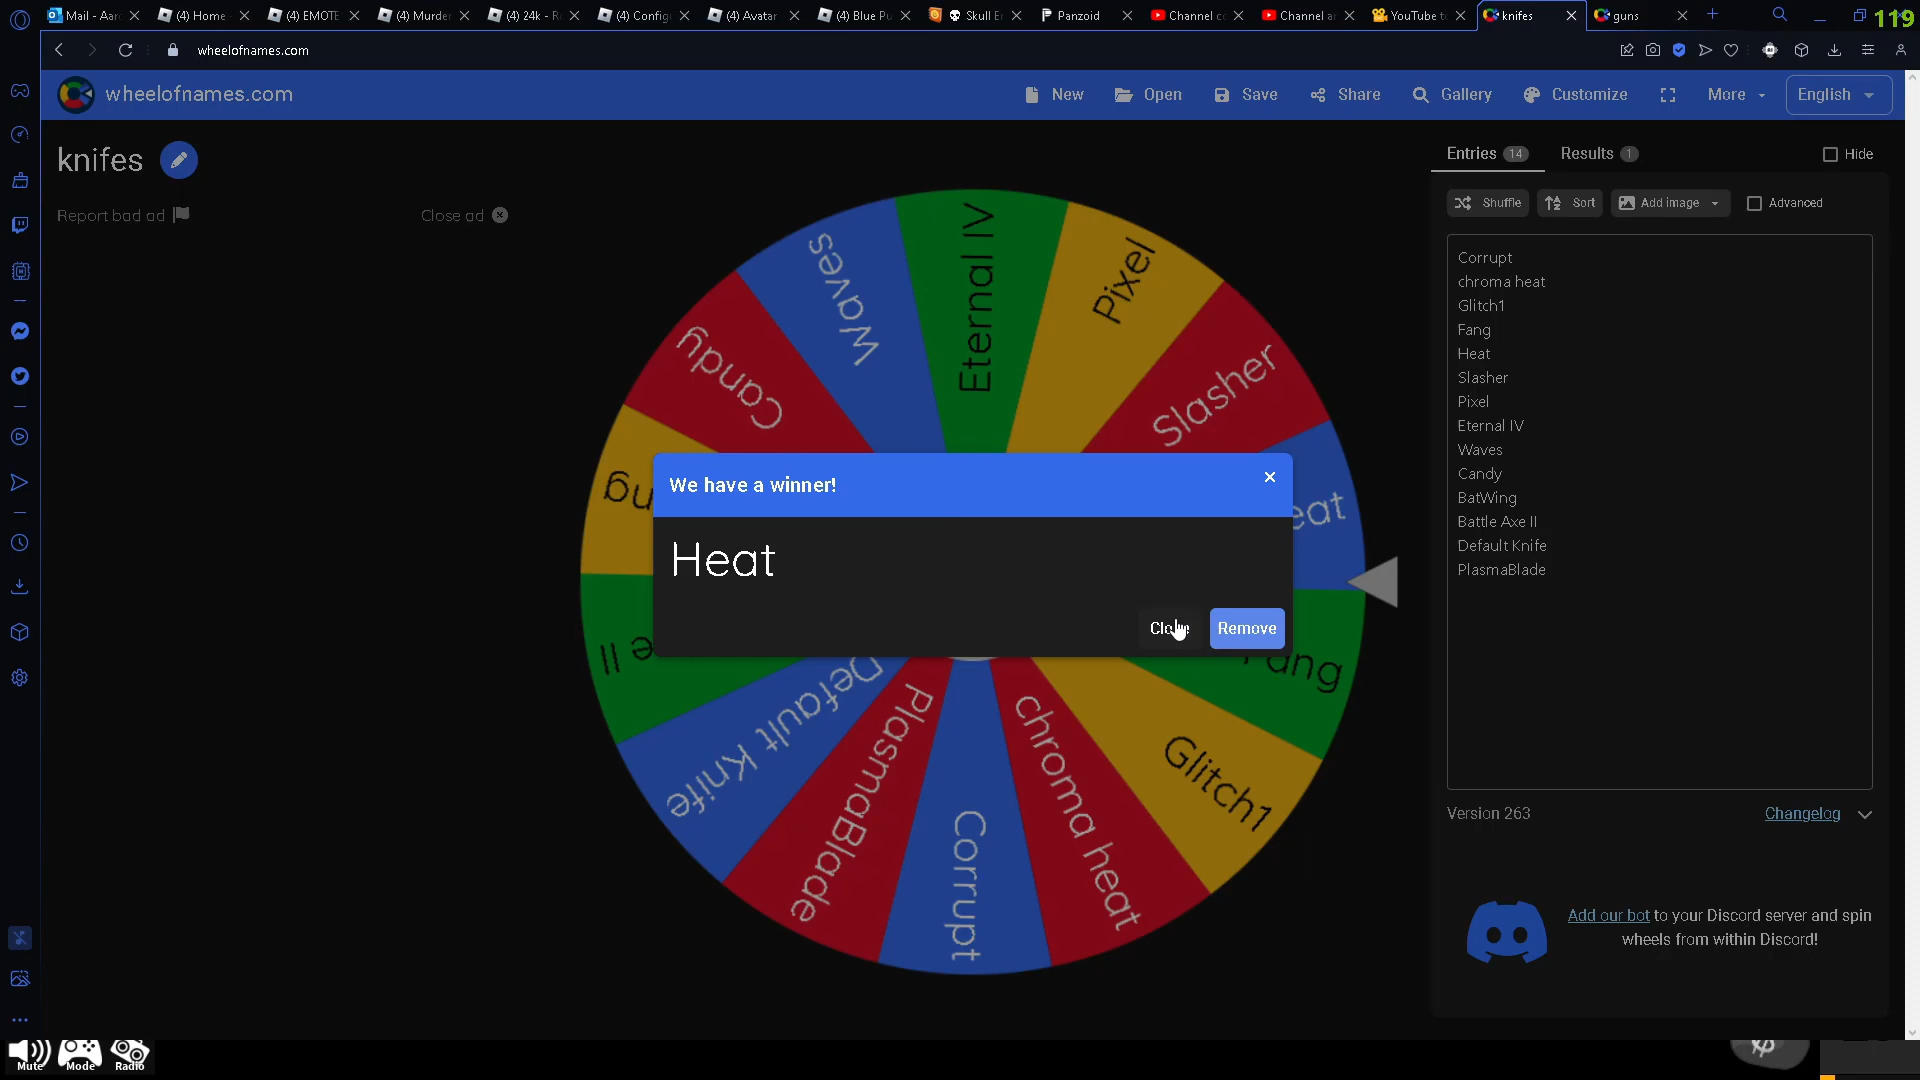 Mail - Aar
(4) Home
(4) EMOTE
(4) Murder
(4) 24k - R
(4) Config
(4) Avatar
(4) Blue Pu
Skull E
Panzoid
Channel c
Channel a
YouTube t
knifes
guns
119
wheelofnames.com
wheelofnames.com
New
Open
Save
Share
Gallery
Customize
More
English
knifes
Report bad ad
Close ad
Entries 14
Results 1
Hide
Shuffle
Sort
Add image
Advanced
Corrupt
chroma heat
Glitch1
Fang
Heat
Slasher
Pixel
Eternal IV
Waves
Candy
BatWing
Battle Axe II
Default Knife
PlasmaBlade
Waves
Eternal IV
Pixel
Slasher
eat
ang
Glitch1
chroma heat
Corrupt
PlasmaBlade
Default Knife
e II
ng
Candy
We have a winner!
Heat
Close
Remove
Version 263
Changelog
Add our bot to your Discord server and spin
wheels from within Discord!
Mute
Mode
Radio